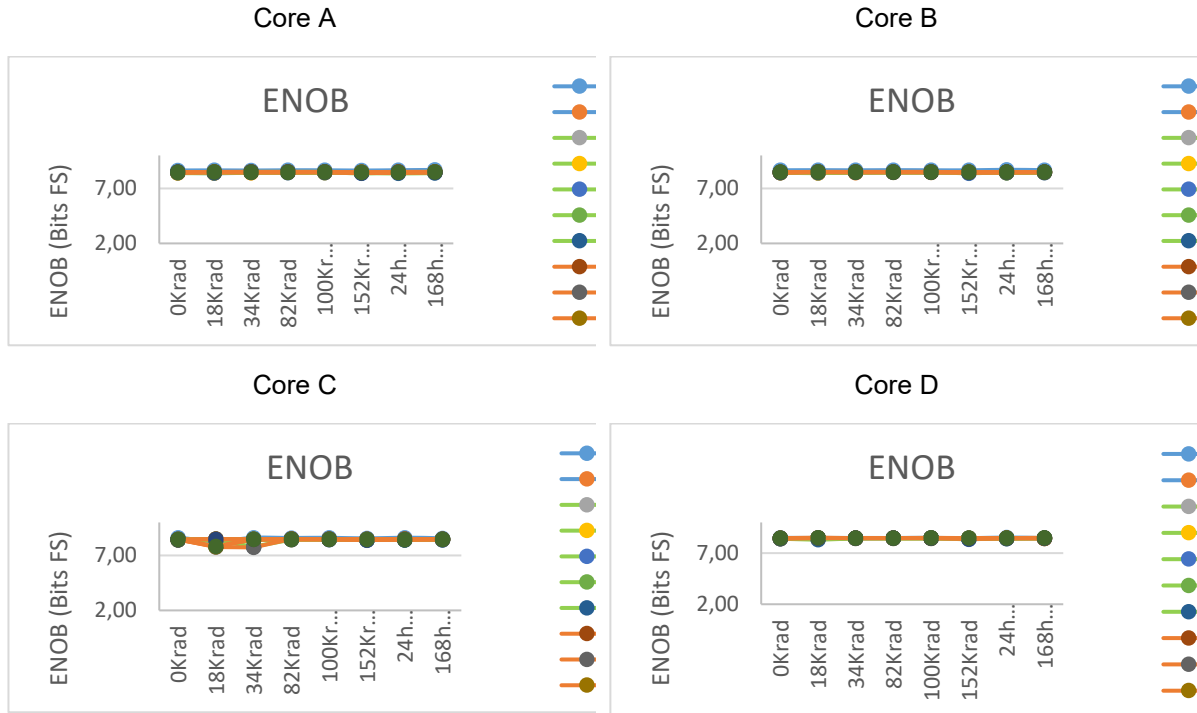 Core A
ENOB
ENOB (Bits FS)
7,00
2,00
0Krad
18Krad
34Krad
82Krad
100Kr...
152Kr...
24h...
168h...
Core B
ENOB
ENOB (Bits FS)
7,00
2,00
0Krad
18Krad
34Krad
82Krad
100Kr...
152Kr...
24h...
168h...
Core C
ENOB
ENOB (Bits FS)
7,00
2,00
0Krad
18Krad
34Krad
82Krad
100Kr...
152Kr...
24h...
168h...
Core D
ENOB
ENOB (Bits FS)
7,00
2,00
0Krad
18Krad
34Krad
82Krad
100Krad
152Krad
24h...
168h...